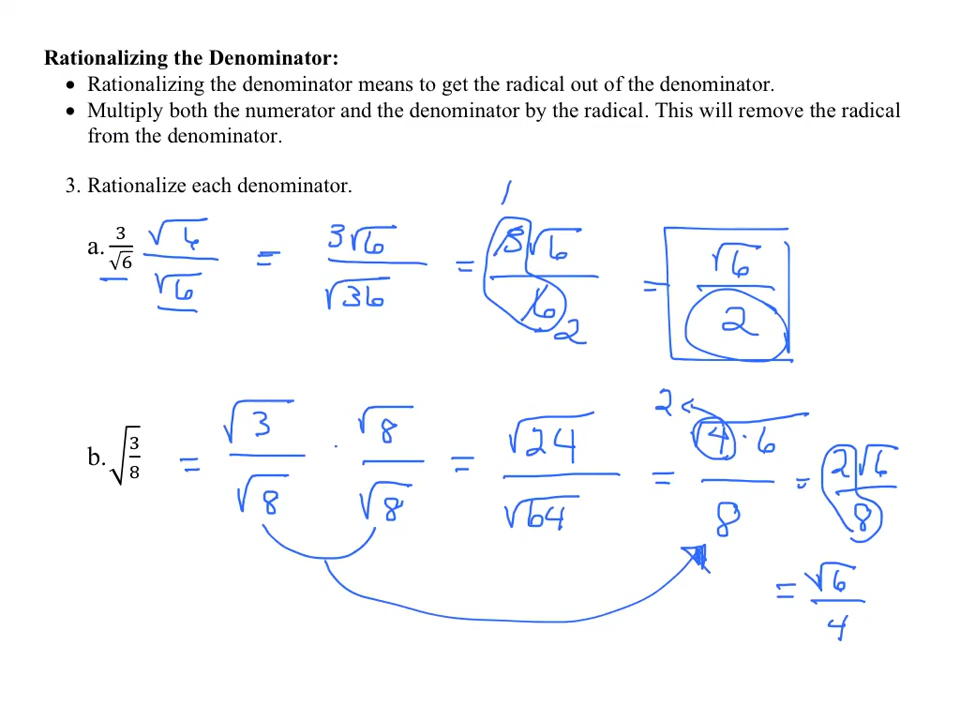 Rationalizing the Denominator:
• Rationalizing the denominator means to get the radical out of the denominator.
• Multiply both the numerator and the denominator by the radical. This will remove the radical
from the denominator.
3. Rationalize each denominator.
a. 3/√6 √6/√6 = 3√6/√36 = 3√6/6 1 2 = √6/2
b. √(3/8) = √3/√8 · √8/√8 = √24/√64 = 2 √4·6/8 = 2√6/8
= √6/4